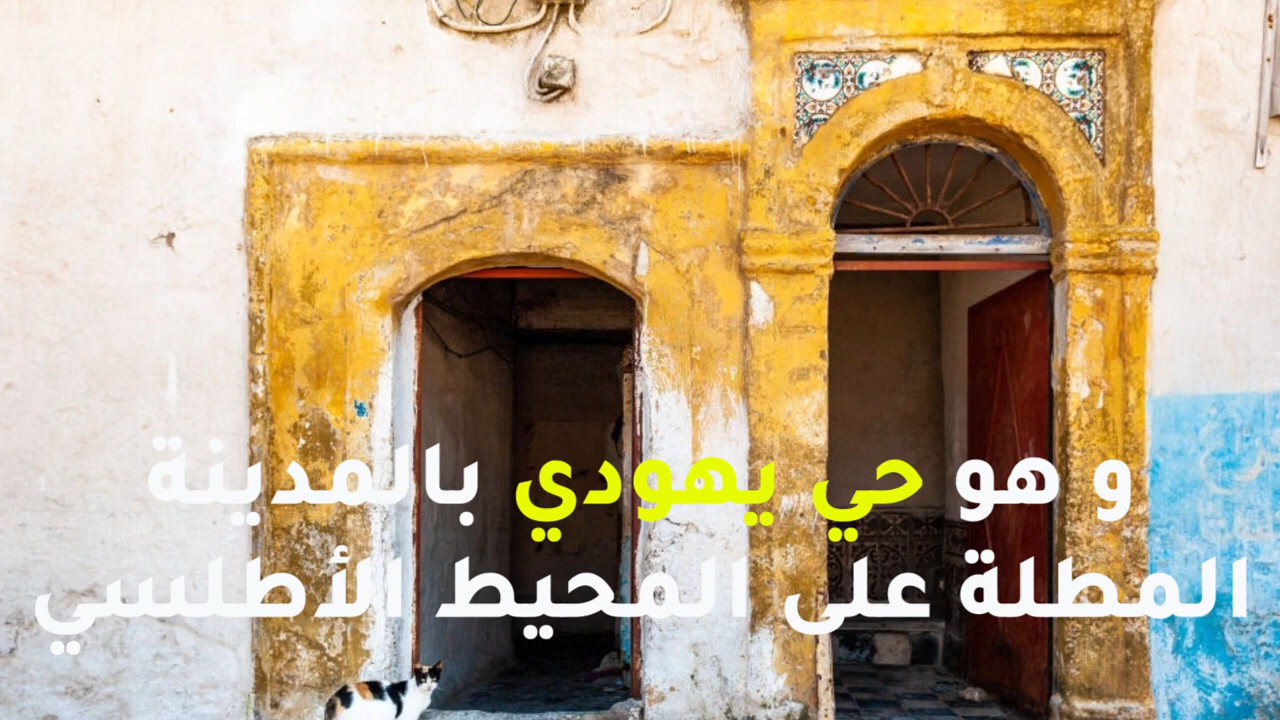 و هو حي يهودي بالمدينة
المطلة على المحيط الأطلسي